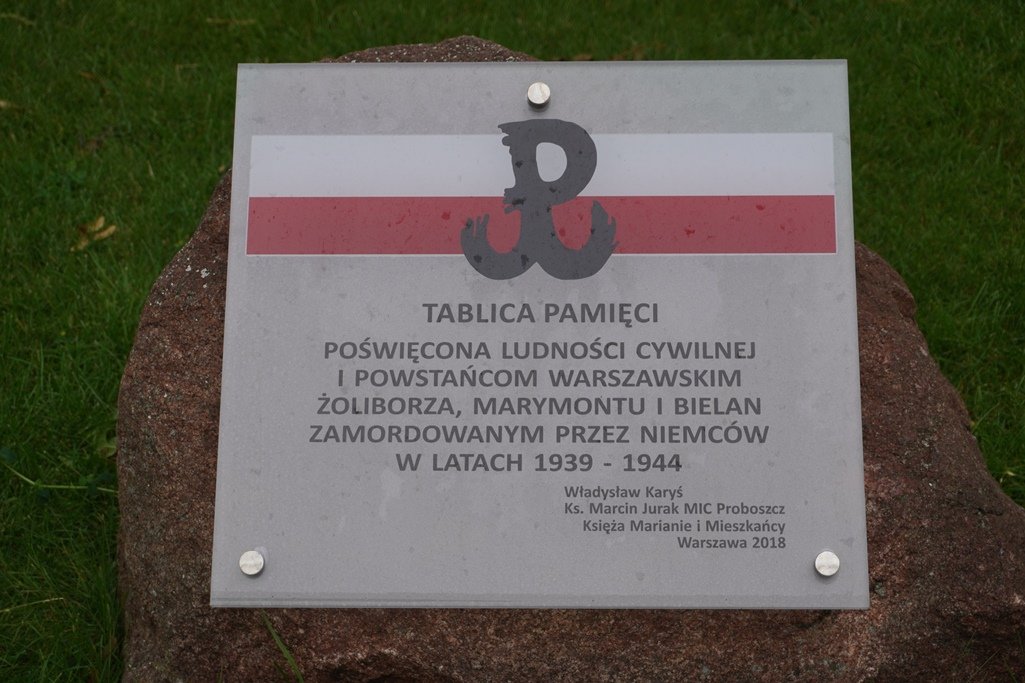 TABLICA PAMIĘCI
POŚWIĘCONA LUDNOŚCI CYWILNEJ
I POWSTAŃCOM WARSZAWSKIM
ŻOLIBORZA, MARYMONTU I BIELAN
ZAMORDOWANYM PRZEZ NIEMCÓW
W LATACH 1939 - 1944
Władysław Karyś
Ks. Marcin Jurak MIC Proboszcz
Księża Marianie i Mieszkańcy
Warszawa 2018